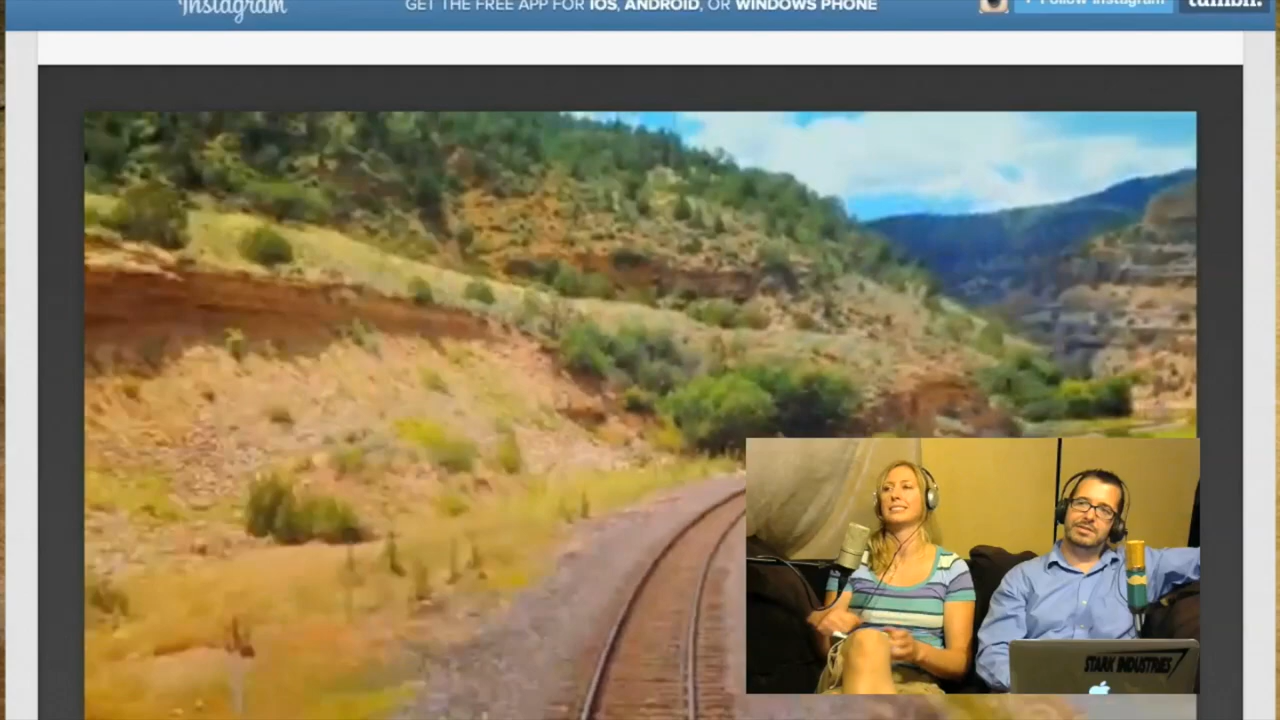 Instagram
GET THE FREE APP FOR IOS, ANDROID, OR WINDOWS PHONE
+ Follow Instagram
tumblr.
STARK INDUSTRIES